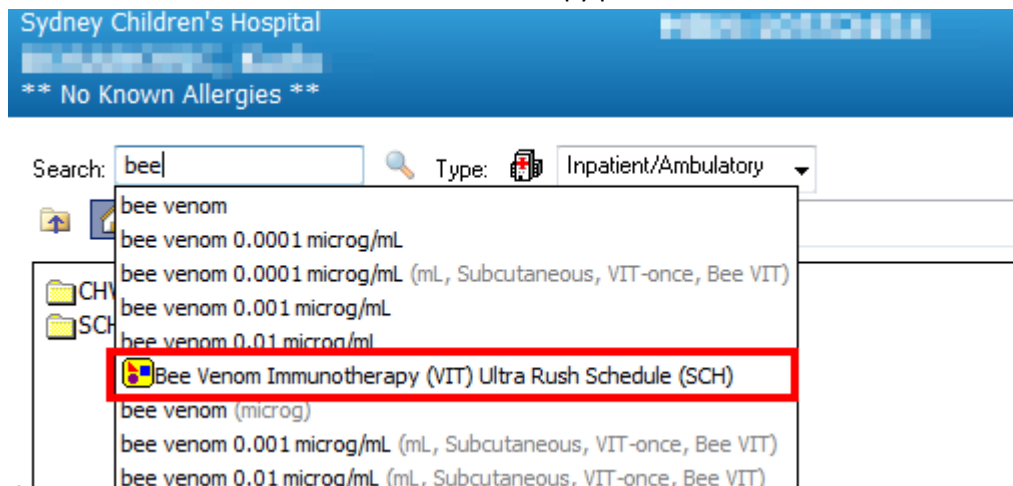 Sydney Children's Hospital
** No Known Allergies **
Search: bee Type: Inpatient/Ambulatory
bee venom
bee venom 0.0001 microg/mL
bee venom 0.0001 microg/mL (mL, Subcutaneous, VIT-once, Bee VIT)
bee venom 0.001 microg/mL
bee venom 0.01 microg/mL
Bee Venom Immunotherapy (VIT) Ultra Rush Schedule (SCH)
bee venom (microg)
bee venom 0.001 microg/mL (mL, Subcutaneous, VIT-once, Bee VIT)
bee venom 0.01 microg/mL (mL, Subcutaneous, VIT-once, Bee VIT)